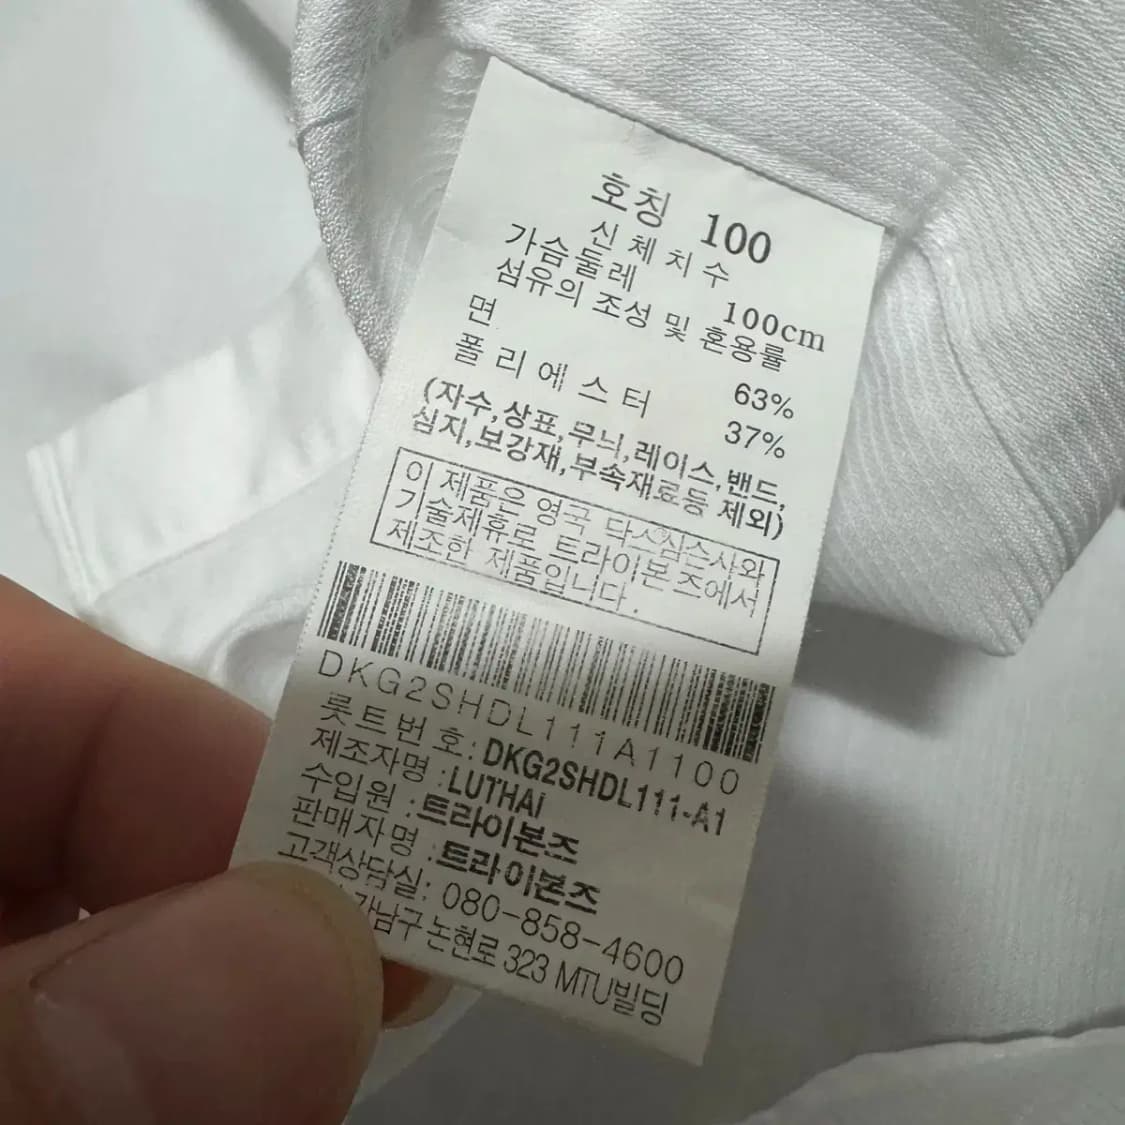 호칭 100
신체치수
가슴둘레 100cm
섬유의 조성 및 혼용률
면 63%
폴리에스터 37%
(자수,상표,무늬,레이스,밴드,
심지,보강재,부속재료등 제외)
이 제품은 영국 닥스심슨사와
기술제휴로 트라이본즈에서
제조한 제품입니다.
DKG2SHDL111A1100
롯트번호:DKG2SHDL111-A1
제조자명:LUTHAI
수입원:트라이본즈
판매자명:트라이본즈
고객상담실:080-858-4600
강남구 논현로 323 MTU빌딩